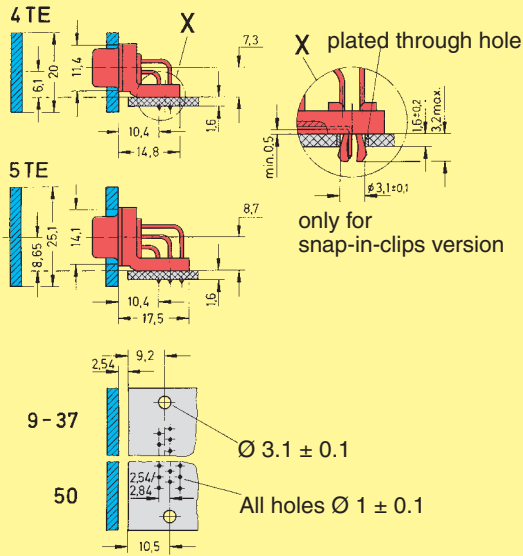 4 TE
X
7,3
20
6,1
11,4
10,4
14,8
1,6
X
plated through hole
min.0,5
1,6±0,2
3,2max.
ø3,1±0,1
only for
snap-in-clips version
5 TE
25,1
8,65
14,1
8,7
10,4
17,5
1,6
9,2
2,54
9-37
Ø 3.1 ± 0.1
50
2,54/
2,84
All holes Ø 1 ± 0.1
10,5